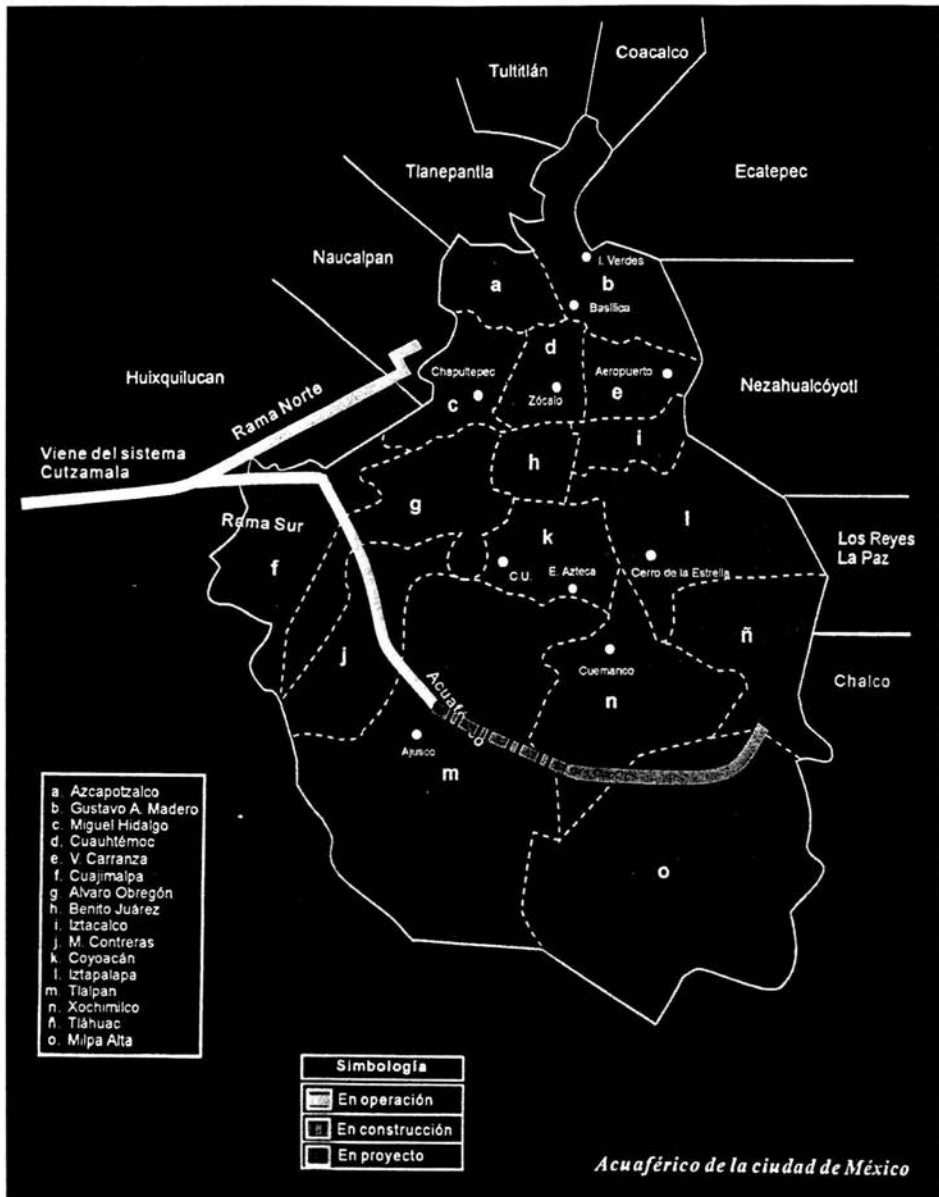 Coacalco
Tultitlán
Tlanepantla
Ecatepec
Naucalpan
I. Verdes
a
b
Basílica
Huixquilucan
Rama Norte
d
Chapultepec
Aeropuerto
Nezahualcóyotl
c
Zócalo
e
i
Viene del sistema
Cutzamala
h
g
Rama Sur
k
l
Los Reyes
La Paz
f
C.U.
E. Azteca
Cerro de la Estrella
ñ
j
Cuemanco
Chalco
n
Ajusco
m
o
a. Azcapotzalco
b. Gustavo A. Madero
c. Miguel Hidalgo
d. Cuauhtémoc
e. V. Carranza
f. Cuajimalpa
g. Alvaro Obregón
h. Benito Juárez
i. Iztacalco
j. M. Contreras
k. Coyoacán
l. Iztapalapa
m. Tlalpan
n. Xochimilco
ñ. Tláhuac
o. Milpa Alta
Simbología
En operación
En construcción
En proyecto
Acuaférico de la ciudad de México